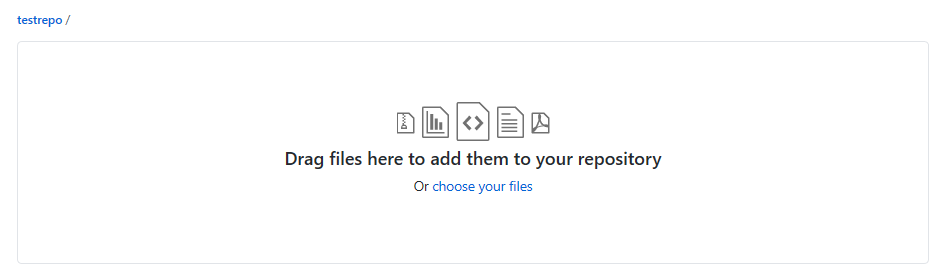 testrepo /
Drag files here to add them to your repository
Or choose your files